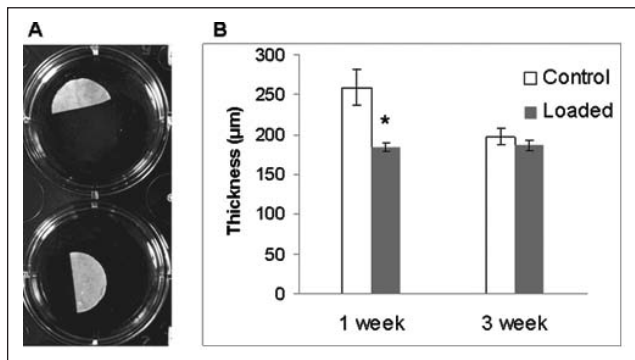 A
B
300
250
200
150
100
50
0
Thickness (µm)
Control
Loaded
*
1 week
3 week